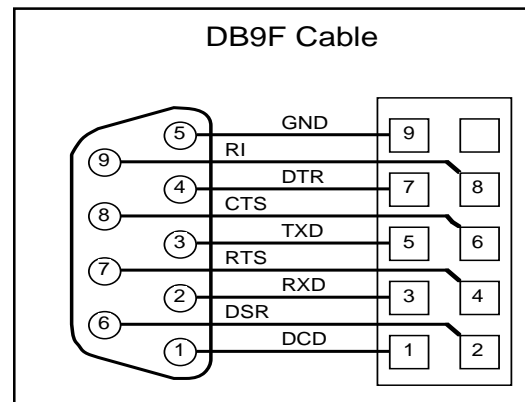 DB9F Cable
5 GND 9
9 RI 8
4 DTR 7
8 CTS 6
3 TXD 5
7 RTS 4
2 RXD 3
6 DSR 2
1 DCD 1